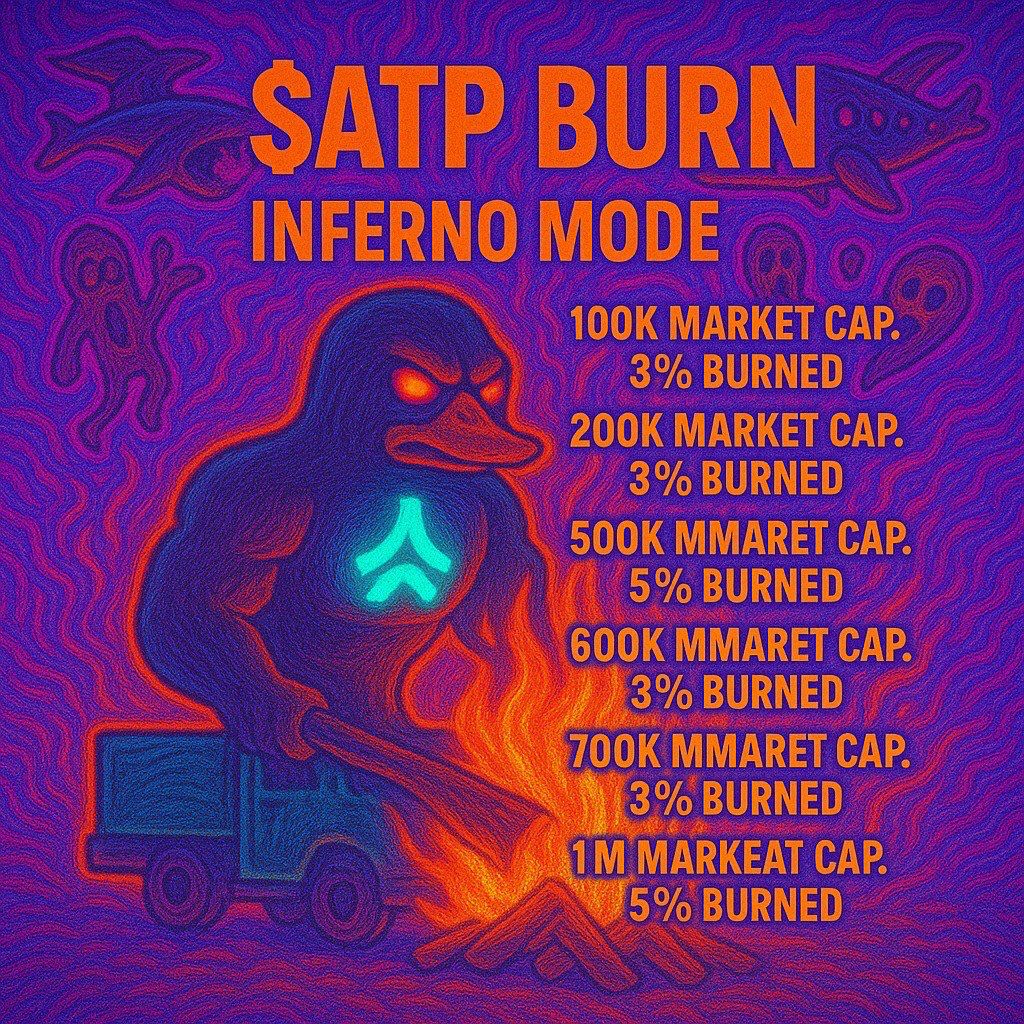 $ATP BURN
INFERNO MODE
100K MARKET CAP.
3% BURNED
200K MARKET CAP.
3% BURNED
500K MMARET CAP.
5% BURNED
600K MMARET CAP.
3% BURNED
700K MMARET CAP.
3% BURNED
1M MARKEAT CAP.
5% BURNED